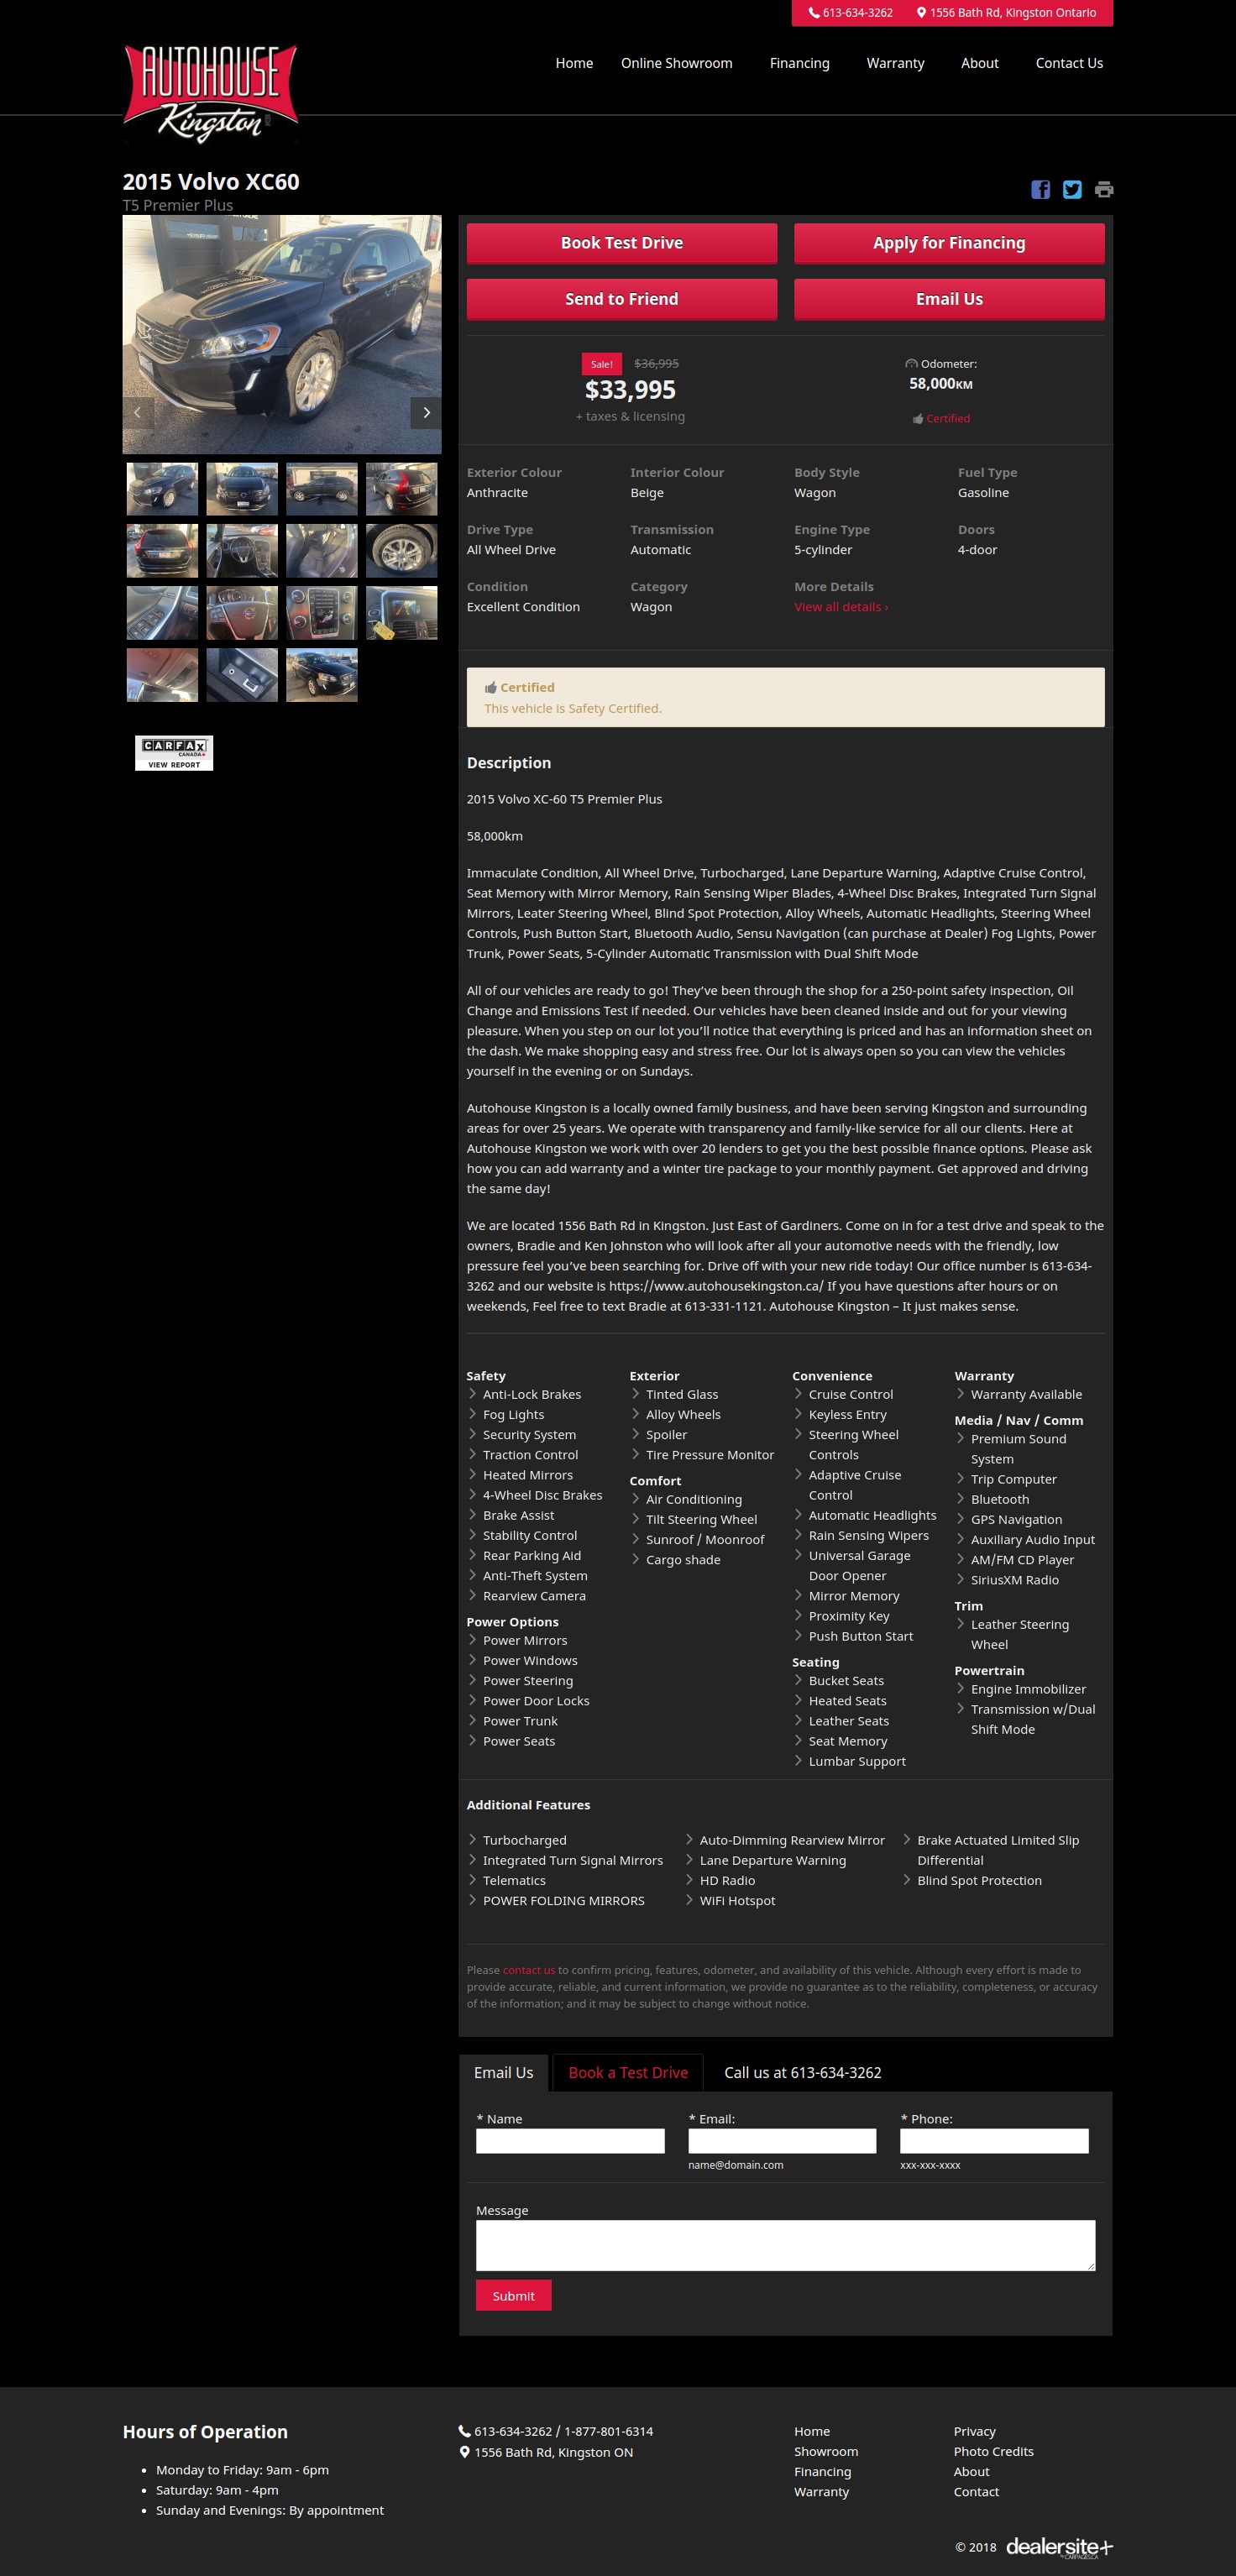 613-634-3262 1556 Bath Rd, Kingston Ontario
AUTOHOUSE
Kingston
Home Online Showroom Financing Warranty About Contact Us
2015 Volvo XC60
T5 Premier Plus
Book Test Drive Apply for Financing
Send to Friend Email Us
Sale! $36,995
$33,995
+ taxes & licensing
Odometer:
58,000KM
Certified
Exterior Colour Interior Colour Body Style Fuel Type
Anthracite Beige Wagon Gasoline
Drive Type Transmission Engine Type Doors
All Wheel Drive Automatic 5-cylinder 4-door
Condition Category More Details
Excellent Condition Wagon View all details ›
CARFAX
CANADA
VIEW REPORT
Certified
This vehicle is Safety Certified.
Description
2015 Volvo XC-60 T5 Premier Plus
58,000km
Immaculate Condition, All Wheel Drive, Turbocharged, Lane Departure Warning, Adaptive Cruise Control,
Seat Memory with Mirror Memory, Rain Sensing Wiper Blades, 4-Wheel Disc Brakes, Integrated Turn Signal
Mirrors, Leater Steering Wheel, Blind Spot Protection, Alloy Wheels, Automatic Headlights, Steering Wheel
Controls, Push Button Start, Bluetooth Audio, Sensu Navigation (can purchase at Dealer) Fog Lights, Power
Trunk, Power Seats, 5-Cylinder Automatic Transmission with Dual Shift Mode
All of our vehicles are ready to go! They’ve been through the shop for a 250-point safety inspection, Oil
Change and Emissions Test if needed. Our vehicles have been cleaned inside and out for your viewing
pleasure. When you step on our lot you’ll notice that everything is priced and has an information sheet on
the dash. We make shopping easy and stress free. Our lot is always open so you can view the vehicles
yourself in the evening or on Sundays.
Autohouse Kingston is a locally owned family business, and have been serving Kingston and surrounding
areas for over 25 years. We operate with transparency and family-like service for all our clients. Here at
Autohouse Kingston we work with over 20 lenders to get you the best possible finance options. Please ask
how you can add warranty and a winter tire package to your monthly payment. Get approved and driving
the same day!
We are located 1556 Bath Rd in Kingston. Just East of Gardiners. Come on in for a test drive and speak to the
owners, Bradie and Ken Johnston who will look after all your automotive needs with the friendly, low
pressure feel you’ve been searching for. Drive off with your new ride today! Our office number is 613-634-
3262 and our website is https://www.autohousekingston.ca/ If you have questions after hours or on
weekends, Feel free to text Bradie at 613-331-1121. Autohouse Kingston – It just makes sense.
Safety
Anti-Lock Brakes
Fog Lights
Security System
Traction Control
Heated Mirrors
4-Wheel Disc Brakes
Brake Assist
Stability Control
Rear Parking Aid
Anti-Theft System
Rearview Camera
Power Options
Power Mirrors
Power Windows
Power Steering
Power Door Locks
Power Trunk
Power Seats
Exterior
Tinted Glass
Alloy Wheels
Spoiler
Tire Pressure Monitor
Comfort
Air Conditioning
Tilt Steering Wheel
Sunroof / Moonroof
Cargo shade
Convenience
Cruise Control
Keyless Entry
Steering Wheel
Controls
Adaptive Cruise
Control
Automatic Headlights
Rain Sensing Wipers
Universal Garage
Door Opener
Mirror Memory
Proximity Key
Push Button Start
Seating
Bucket Seats
Heated Seats
Leather Seats
Seat Memory
Lumbar Support
Warranty
Warranty Available
Media / Nav / Comm
Premium Sound
System
Trip Computer
Bluetooth
GPS Navigation
Auxiliary Audio Input
AM/FM CD Player
SiriusXM Radio
Trim
Leather Steering
Wheel
Powertrain
Engine Immobilizer
Transmission w/Dual
Shift Mode
Additional Features
Turbocharged
Integrated Turn Signal Mirrors
Telematics
POWER FOLDING MIRRORS
Auto-Dimming Rearview Mirror
Lane Departure Warning
HD Radio
WiFi Hotspot
Brake Actuated Limited Slip
Differential
Blind Spot Protection
Please contact us to confirm pricing, features, odometer, and availability of this vehicle. Although every effort is made to
provide accurate, reliable, and current information, we provide no guarantee as to the reliability, completeness, or accuracy
of the information; and it may be subject to change without notice.
Email Us Book a Test Drive Call us at 613-634-3262
* Name * Email: * Phone:
name@domain.com xxx-xxx-xxxx
Message
Submit
Hours of Operation
Monday to Friday: 9am - 6pm
Saturday: 9am - 4pm
Sunday and Evenings: By appointment
613-634-3262 / 1-877-801-6314
1556 Bath Rd, Kingston ON
Home
Showroom
Financing
Warranty
Privacy
Photo Credits
About
Contact
© 2018 dealersite+
BY CARPAGES.CA